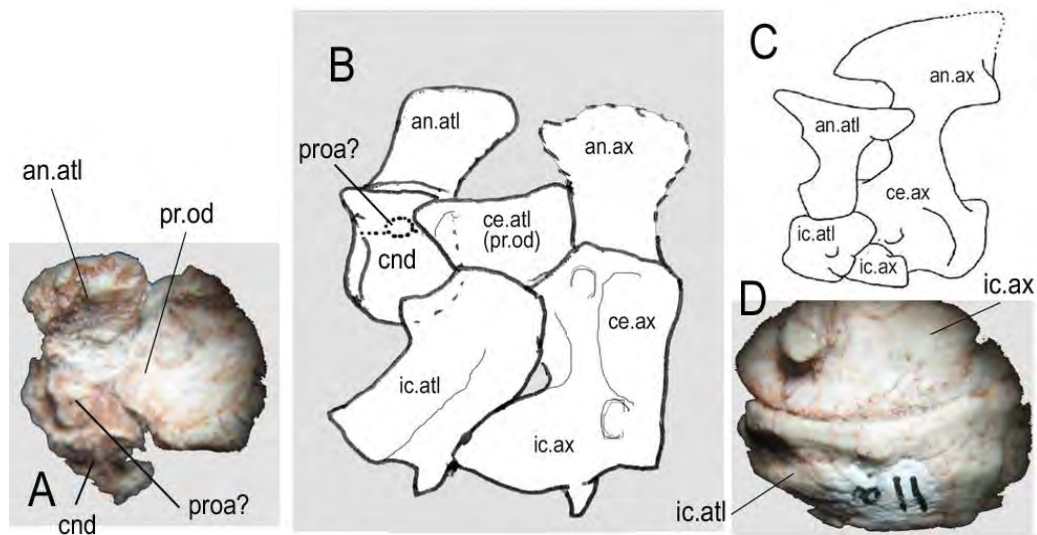 A
an.atl
pr.od
cnd
proa?
B
an.atl
an.ax
proa?
ce.atl
(pr.od)
cnd
ce.ax
ic.atl
ic.ax
C
an.ax
an.atl
ce.ax
ic.atl
ic.ax
D
ic.ax
ic.atl
11